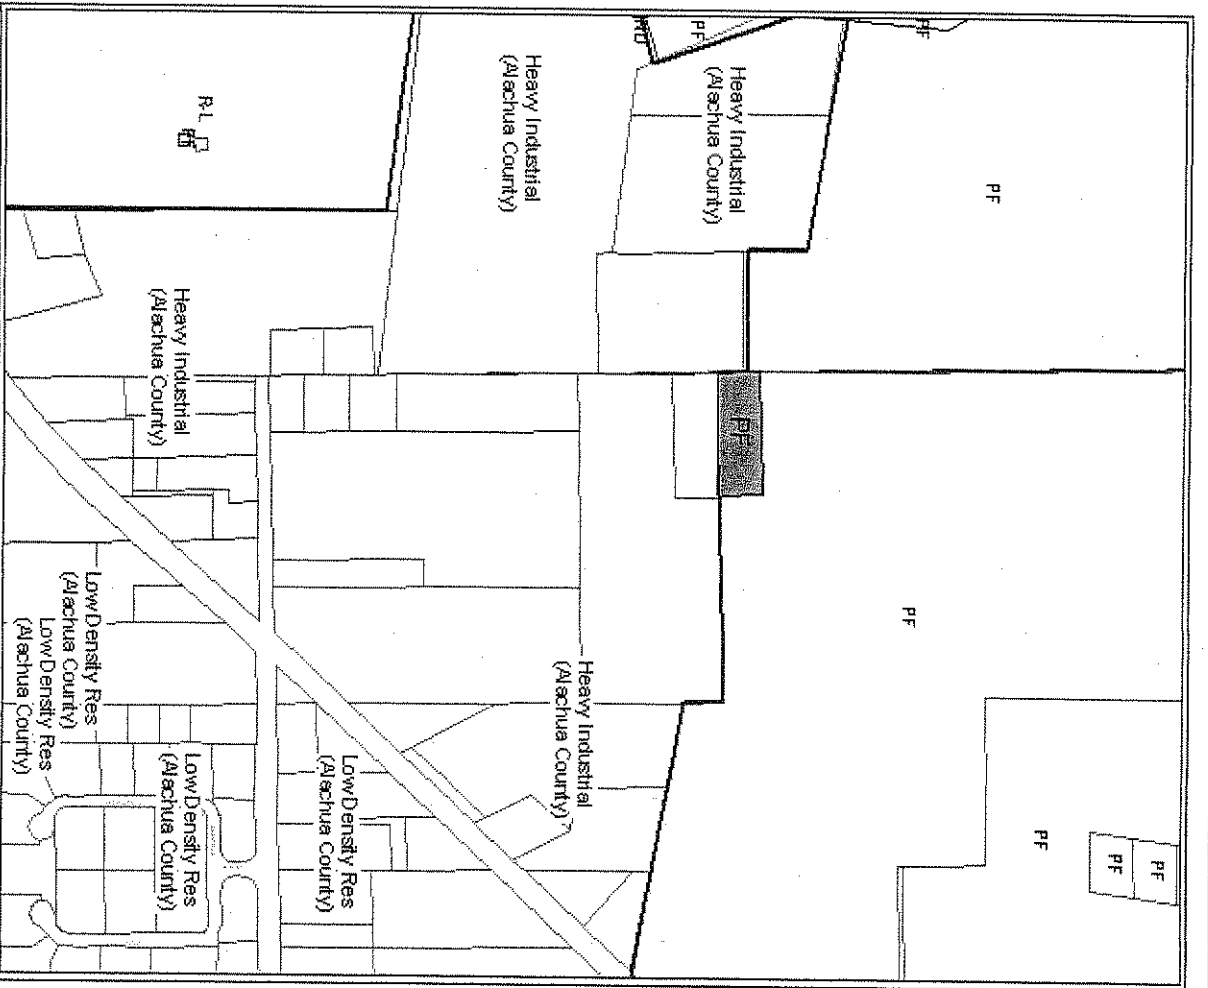 PF
PF
PF
PF
PF
PF
PF
Heavy Industrial
(Alachua County)
PF
Heavy Industrial
(Alachua County)
Heavy Industrial
(Alachua County)
Low Density Res
(Alachua County)
R-L
Low Density Res
(Alachua County)
Heavy Industrial
(Alachua County)
Low Density Res
(Alachua County)
Low Density Res
(Alachua County)